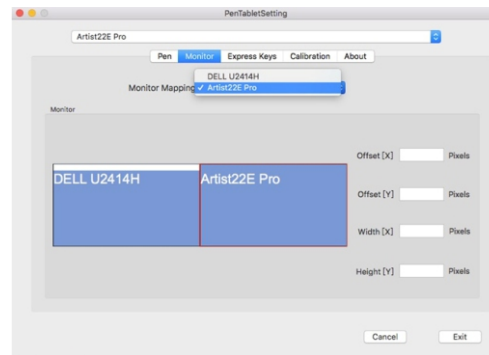 PenTabletSetting
Artist22E Pro
Pen Monitor Express Keys Calibration About
DELL U2414H
Monitor Mapping ✓ Artist22E Pro
Monitor
Offset [X] Pixels
DELL U2414H Artist22E Pro
Offset [Y] Pixels
Width [X] Pixels
Height [Y] Pixels
Cancel Exit